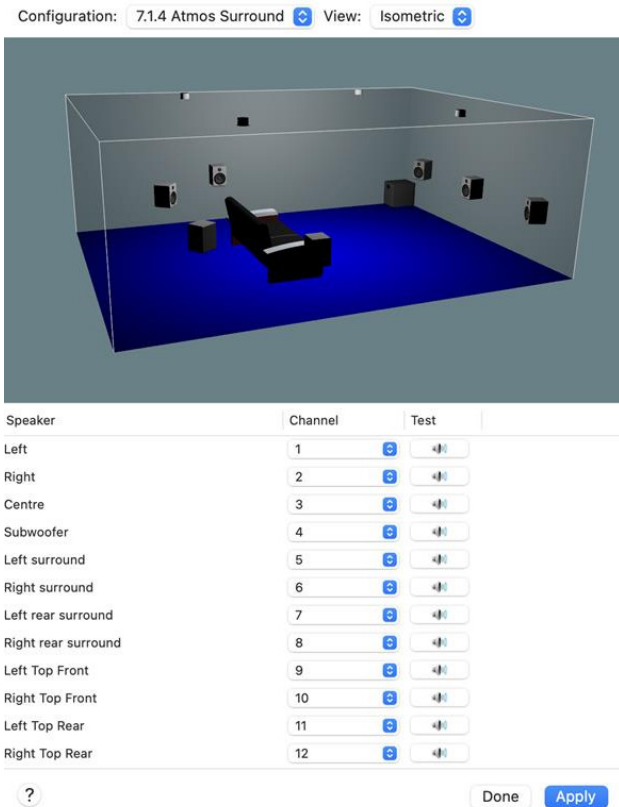 Configuration: 7.1.4 Atmos Surround View: Isometric
Speaker Channel Test
Left 1
Right 2
Centre 3
Subwoofer 4
Left surround 5
Right surround 6
Left rear surround 7
Right rear surround 8
Left Top Front 9
Right Top Front 10
Left Top Rear 11
Right Top Rear 12
? Done Apply